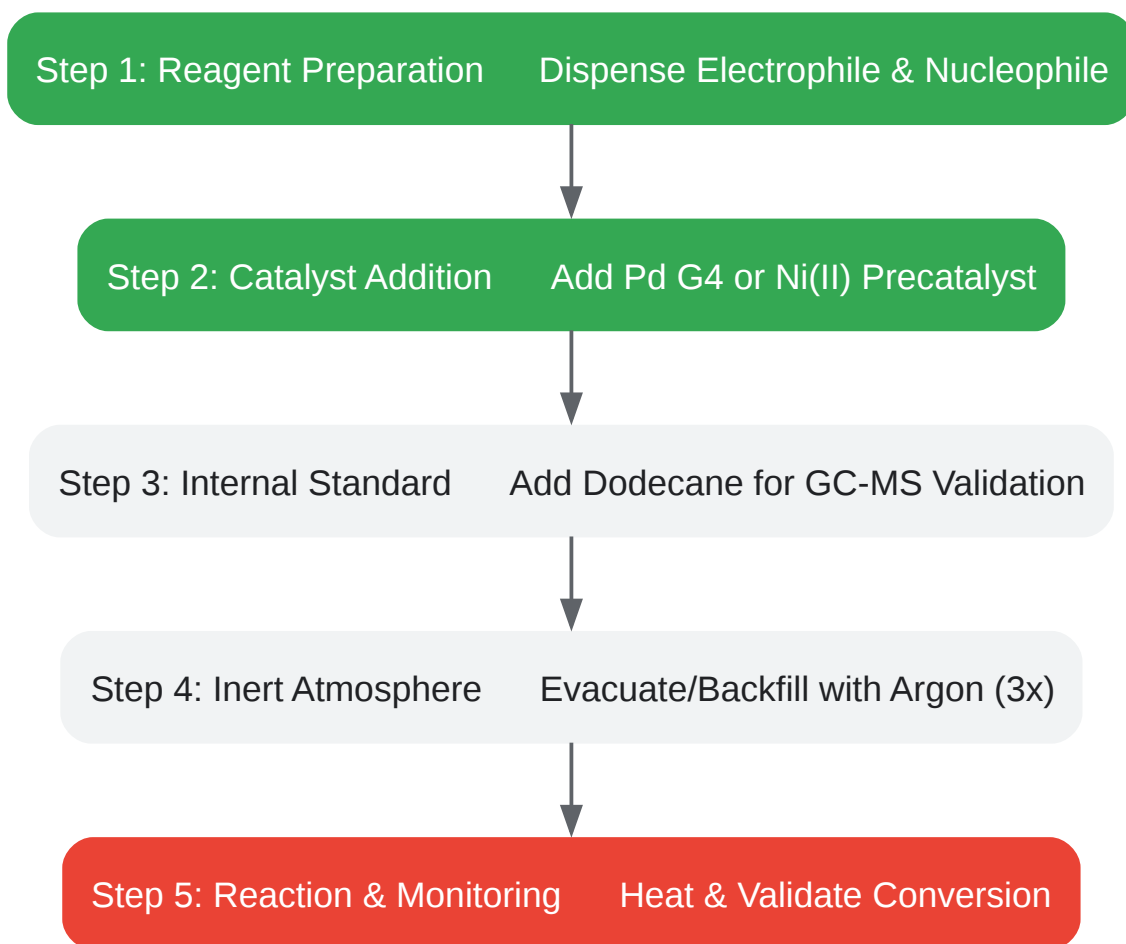 Step 1: Reagent Preparation Dispense Electrophile & Nucleophile
Step 2: Catalyst Addition Add Pd G4 or Ni(II) Precatalyst
Step 3: Internal Standard Add Dodecane for GC-MS Validation
Step 4: Inert Atmosphere Evacuate/Backfill with Argon (3x)
Step 5: Reaction & Monitoring Heat & Validate Conversion